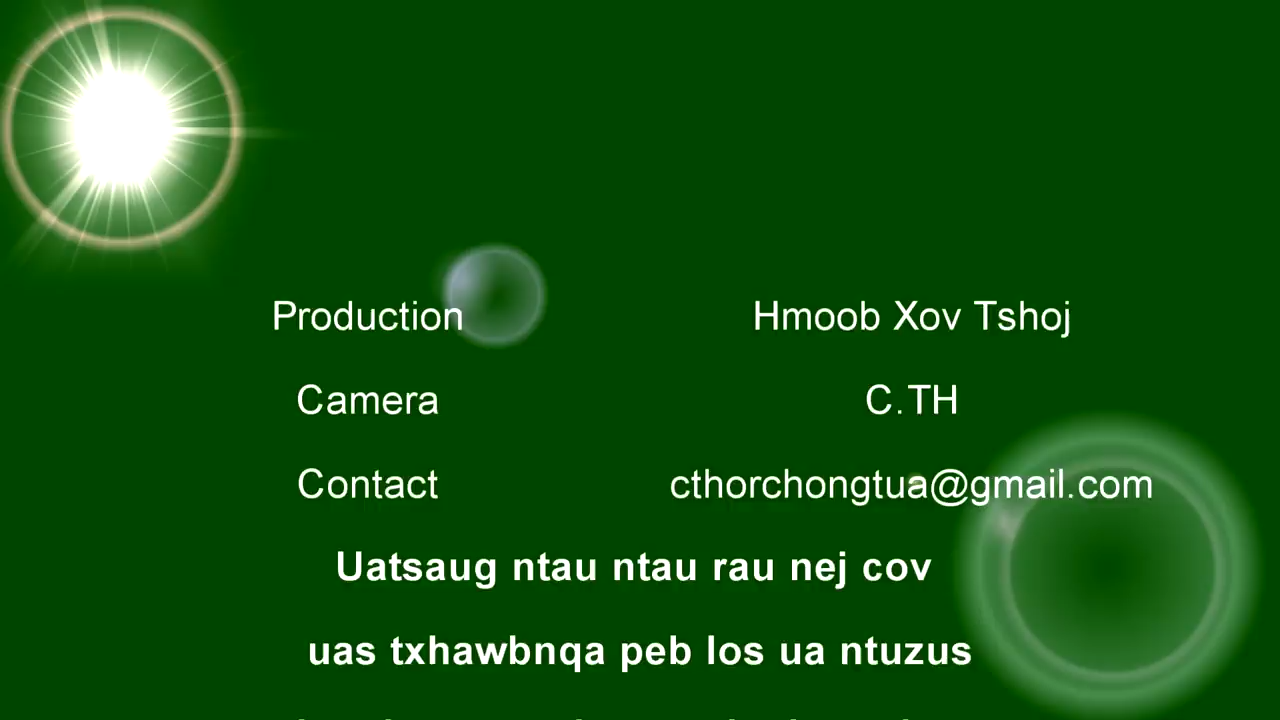 Production Hmoob Xov Tshoj
Camera C.TH
Contact cthorchongtua@gmail.com
Uatsaug ntau ntau rau nej cov
uas txhawbnqa peb los ua ntuzus